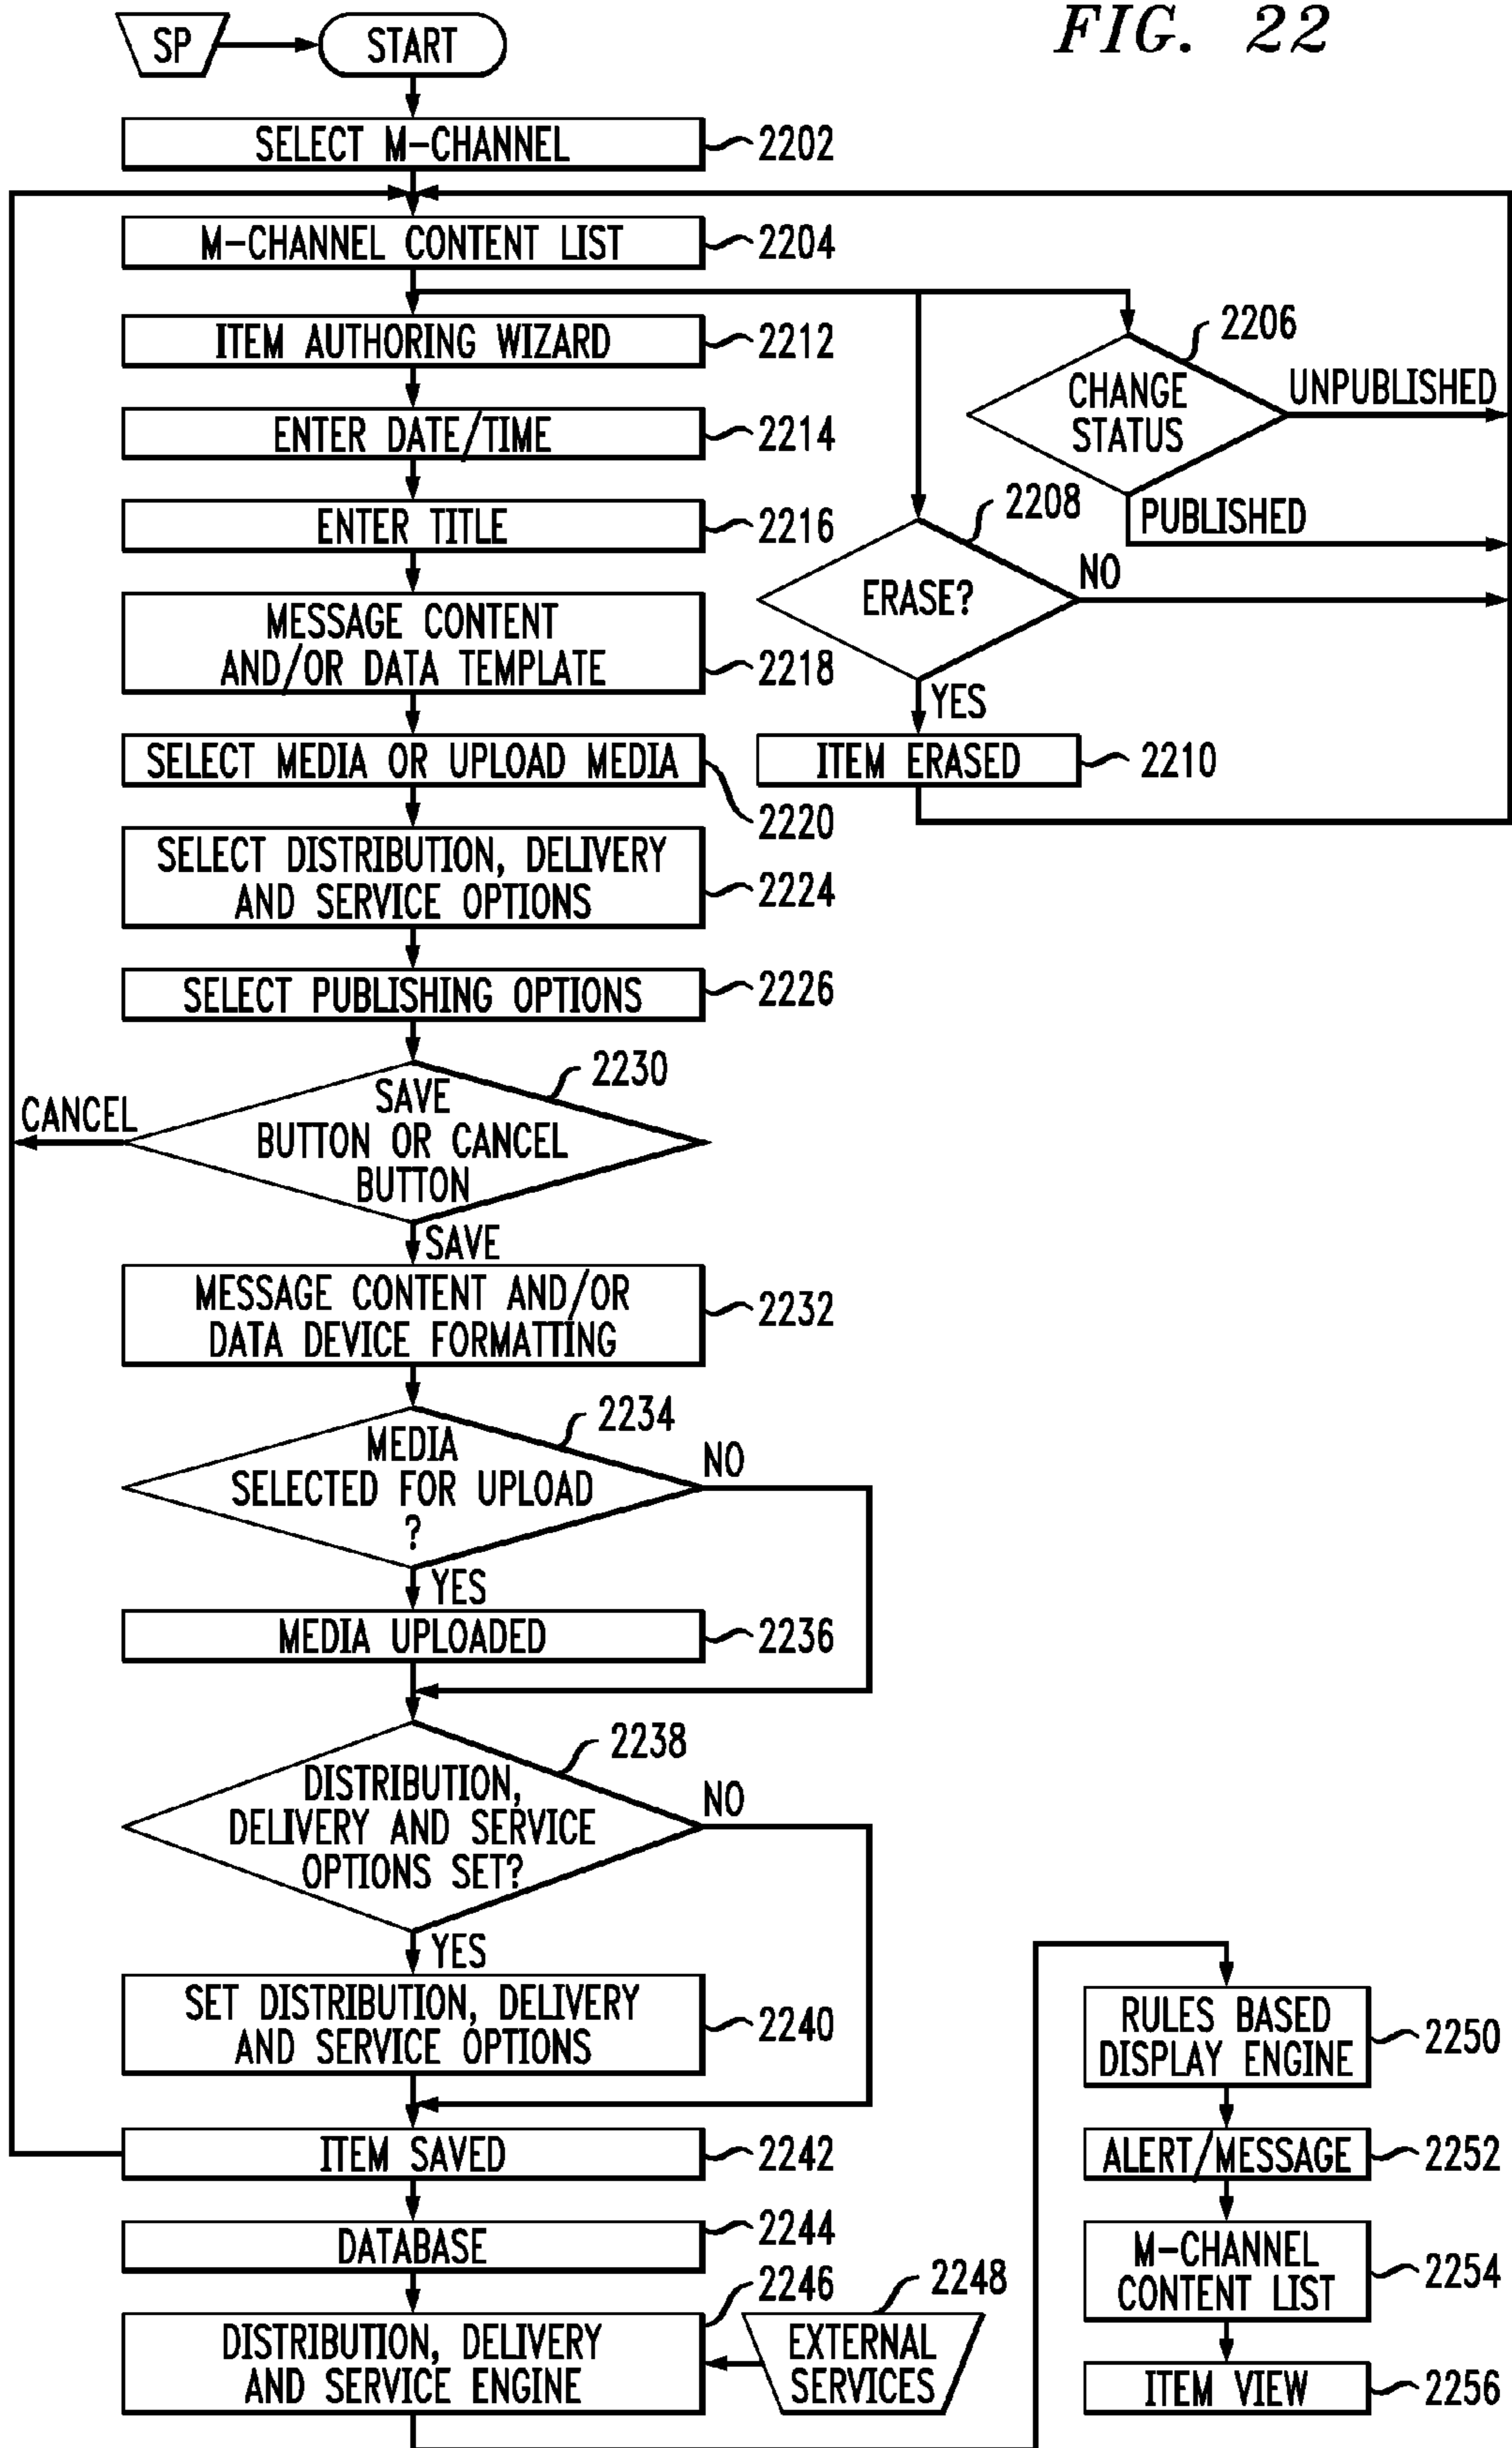 FIG. 22
SP
START
SELECT M-CHANNEL
2202
M-CHANNEL CONTENT LIST
2204
ITEM AUTHORING WIZARD
2212
2206
CHANGE
STATUS
UNPUBLISHED
PUBLISHED
ENTER DATE/TIME
2214
ENTER TITLE
2216
2208
ERASE?
NO
YES
ITEM ERASED
2210
MESSAGE CONTENT
AND/OR DATA TEMPLATE
2218
SELECT MEDIA OR UPLOAD MEDIA
2220
SELECT DISTRIBUTION, DELIVERY
AND SERVICE OPTIONS
2224
SELECT PUBLISHING OPTIONS
2226
2230
SAVE
BUTTON OR CANCEL
BUTTON
CANCEL
SAVE
MESSAGE CONTENT AND/OR
DATA DEVICE FORMATTING
2232
2234
MEDIA
SELECTED FOR UPLOAD
?
NO
YES
MEDIA UPLOADED
2236
2238
DISTRIBUTION,
DELIVERY AND SERVICE
OPTIONS SET?
NO
YES
SET DISTRIBUTION, DELIVERY
AND SERVICE OPTIONS
2240
ITEM SAVED
2242
DATABASE
2244
2246
DISTRIBUTION, DELIVERY
AND SERVICE ENGINE
2248
EXTERNAL
SERVICES
RULES BASED
DISPLAY ENGINE
2250
ALERT/MESSAGE
2252
M-CHANNEL
CONTENT LIST
2254
ITEM VIEW
2256